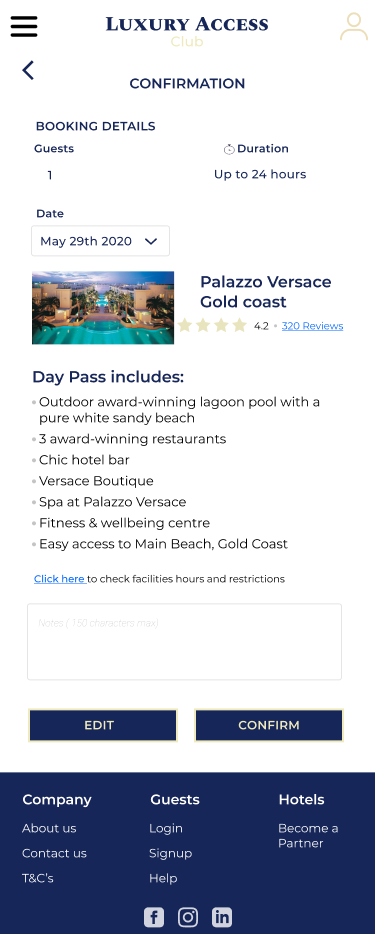 LUXURY ACCESS
Club
CONFIRMATION
BOOKING DETAILS
Guests
Duration
1
Up to 24 hours
Date
May 29th 2020
Palazzo Versace
Gold coast
4.2 • 320 Reviews
Day Pass includes:
• Outdoor award-winning lagoon pool with a
pure white sandy beach
• 3 award-winning restaurants
• Chic hotel bar
• Versace Boutique
• Spa at Palazzo Versace
• Fitness & wellbeing centre
• Easy access to Main Beach, Gold Coast
Click here to check facilities hours and restrictions
Notes ( 150 characters max)
EDIT
CONFIRM
Company
Guests
Hotels
About us
Login
Become a
Partner
Contact us
Signup
T&C's
Help